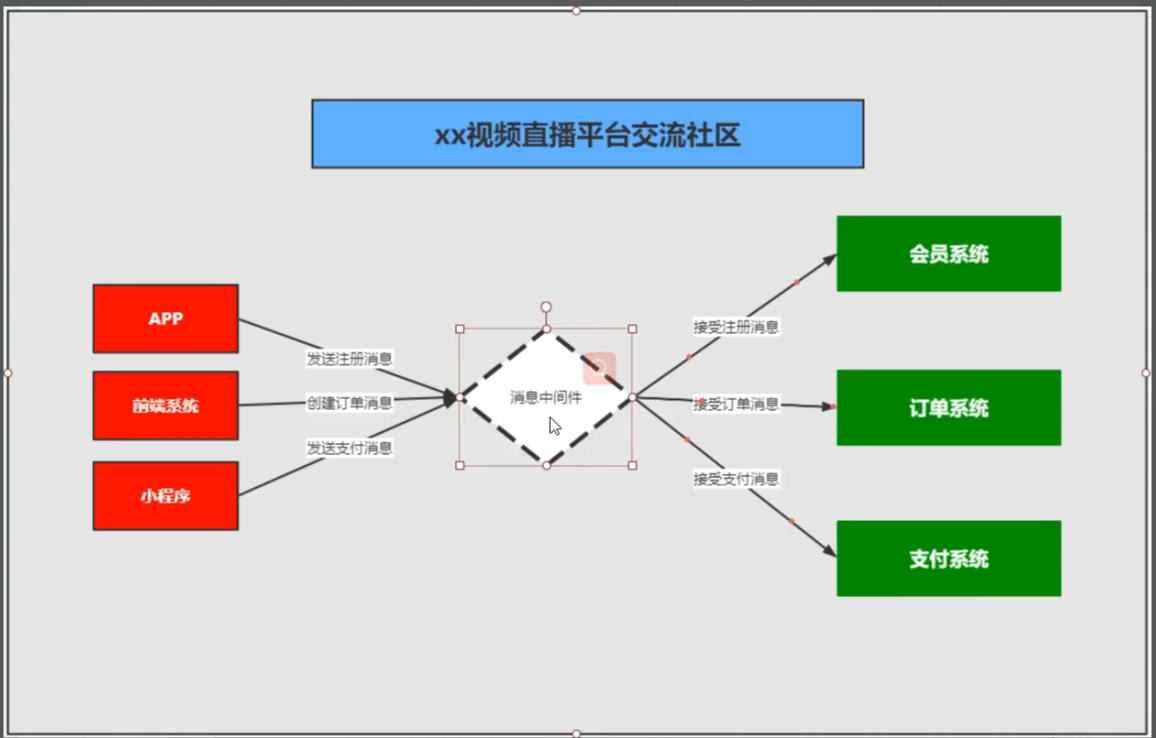 xx视频直播平台交流社区
会员系统
APP
接受注册消息
发送注册消息
前端系统
创建订单消息
消息中间件
接受订单消息
订单系统
发送支付消息
接受支付消息
小程序
支付系统